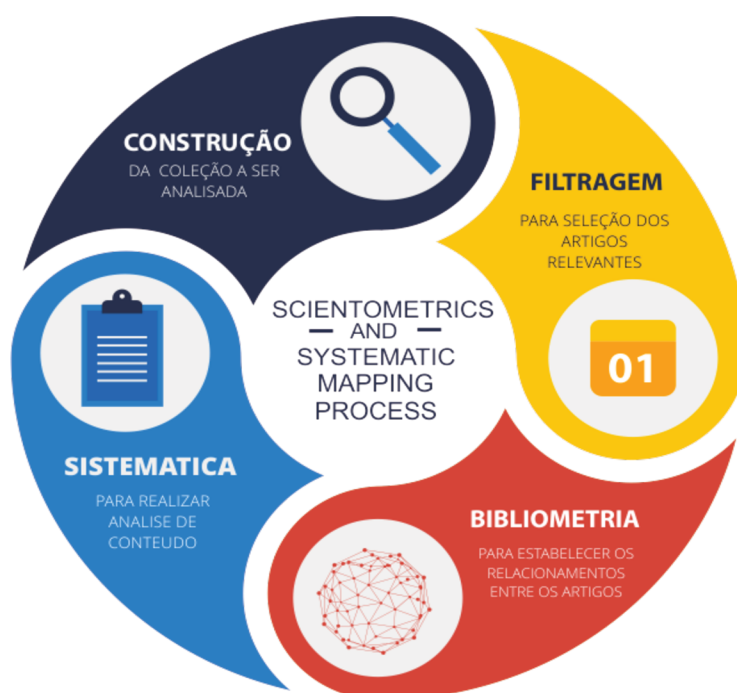 CONSTRUÇÃO
DA COLEÇÃO A SER
ANALISADA
FILTRAGEM
PARA SELEÇÃO DOS
ARTIGOS
RELEVANTES
01
SCIENTOMETRICS
AND
SYSTEMATIC
MAPPING
PROCESS
SISTEMATICA
PARA REALIZAR
ANALISE DE
CONTEUDO
BIBLIOMETRIA
PARA ESTABELECER OS
RELACIONAMENTOS
ENTRE OS ARTIGOS